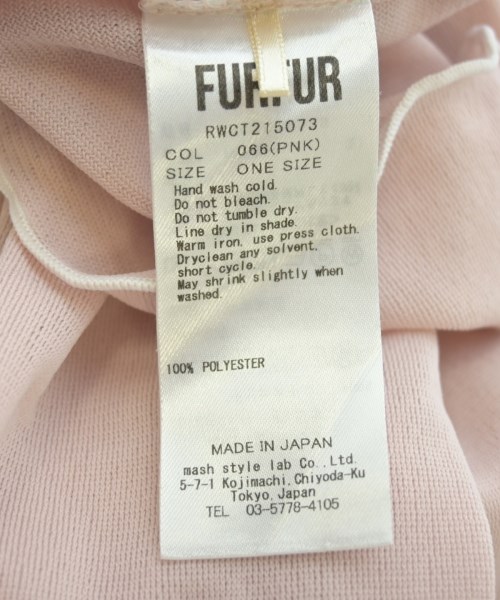 FURFUR
RWCT215073
COL 066(PNK)
SIZE ONE SIZE
Hand wash cold.
Do not bleach.
Do not tumble dry.
Line dry in shade.
Warm iron, use press cloth.
Dryclean any solvent,
short cycle.
May shrink slightly when
washed.
100% POLYESTER
MADE IN JAPAN
mash style lab Co.,Ltd.
5-7-1 Kojimachi,Chiyoda-Ku
Tokyo,Japan
TEL 03-5778-4105